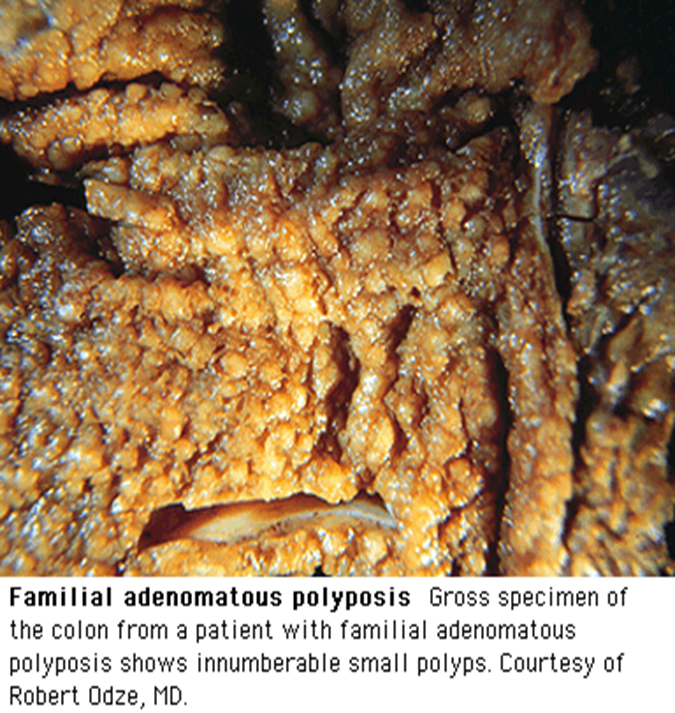 Familial adenomatous polyposis Gross specimen of
the colon from a patient with familial adenomatous
polyposis shows innumberable small polyps. Courtesy of
Robert Odze, MD.